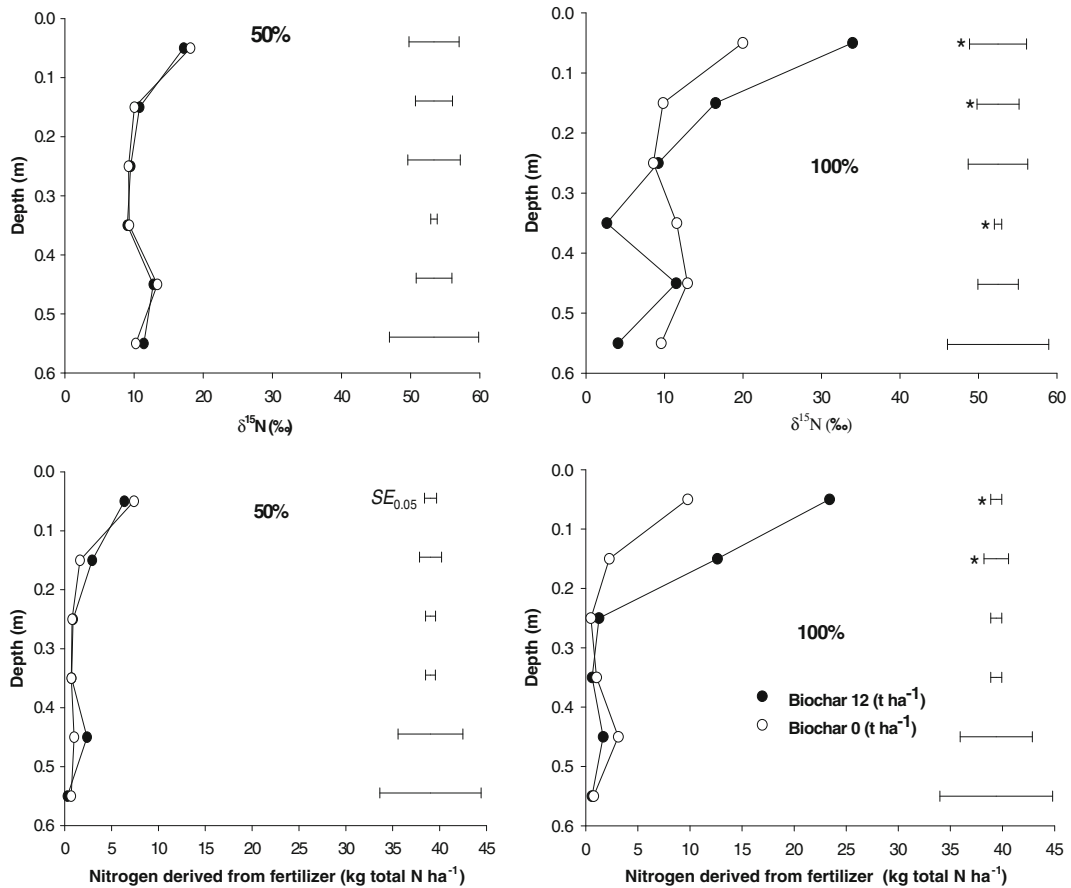 0.0
0.1
0.2
0.3
0.4
0.5
0.6
Depth (m)
50%
0 10 20 30 40 50 60
δ¹⁵N (‰)
0.0
0.1
0.2
0.3
0.4
0.5
0.6
Depth (m)
100%
*
*
*
0 10 20 30 40 50 60
δ¹⁵N (‰)
0.0
0.1
0.2
0.3
0.4
0.5
0.6
Depth (m)
50%
SE₀.₀₅
0 5 10 15 20 25 30 35 40 45
Nitrogen derived from fertilizer (kg total N ha⁻¹)
0.0
0.1
0.2
0.3
0.4
0.5
0.6
Depth (m)
100%
*
*
Biochar 12 (t ha⁻¹)
Biochar 0 (t ha⁻¹)
0 5 10 15 20 25 30 35 40 45
Nitrogen derived from fertilizer (kg total N ha⁻¹)